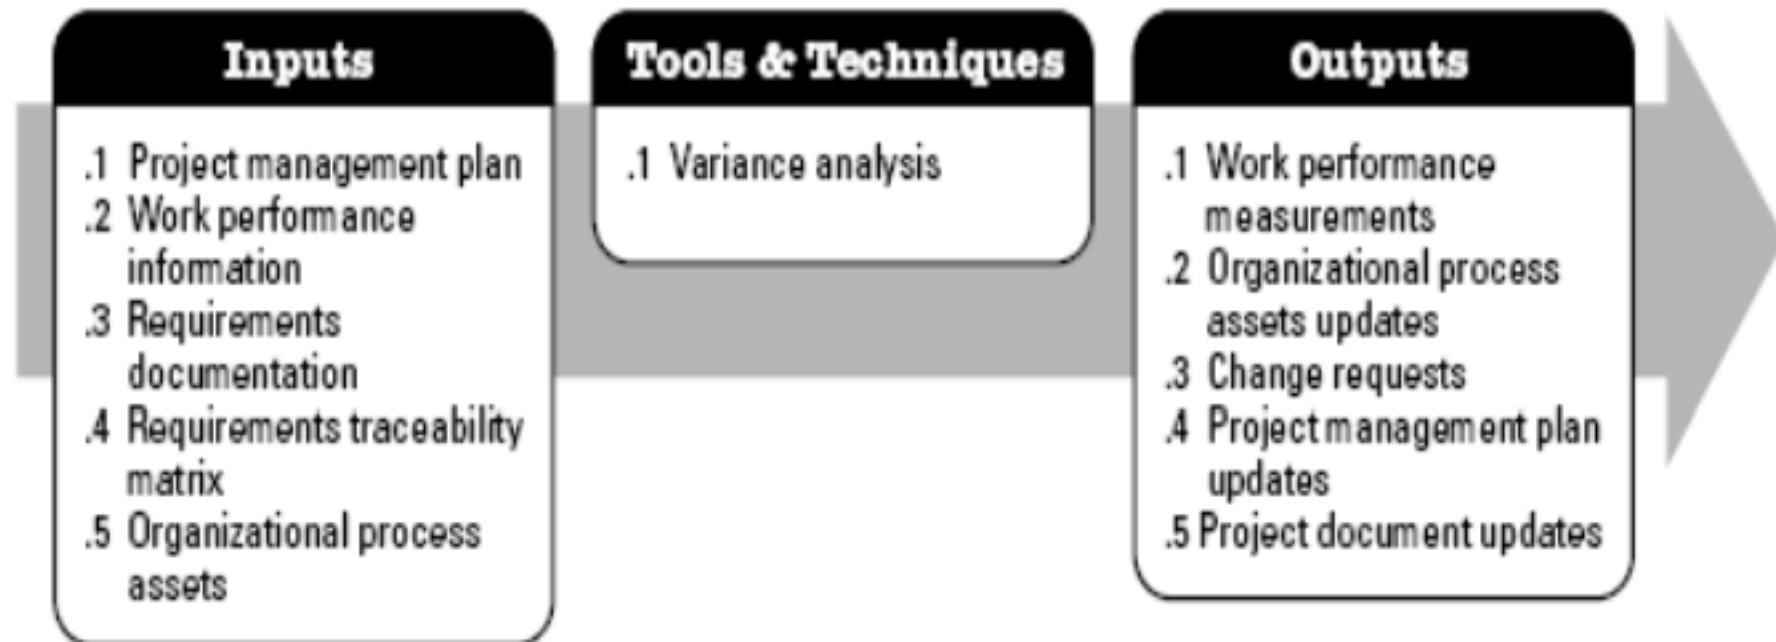 Inputs
.1 Project management plan
.2 Work performance
information
.3 Requirements
documentation
.4 Requirements traceability
matrix
.5 Organizational process
assets
Tools & Techniques
.1 Variance analysis
Outputs
.1 Work performance
measurements
.2 Organizational process
assets updates
.3 Change requests
.4 Project management plan
updates
.5 Project document updates